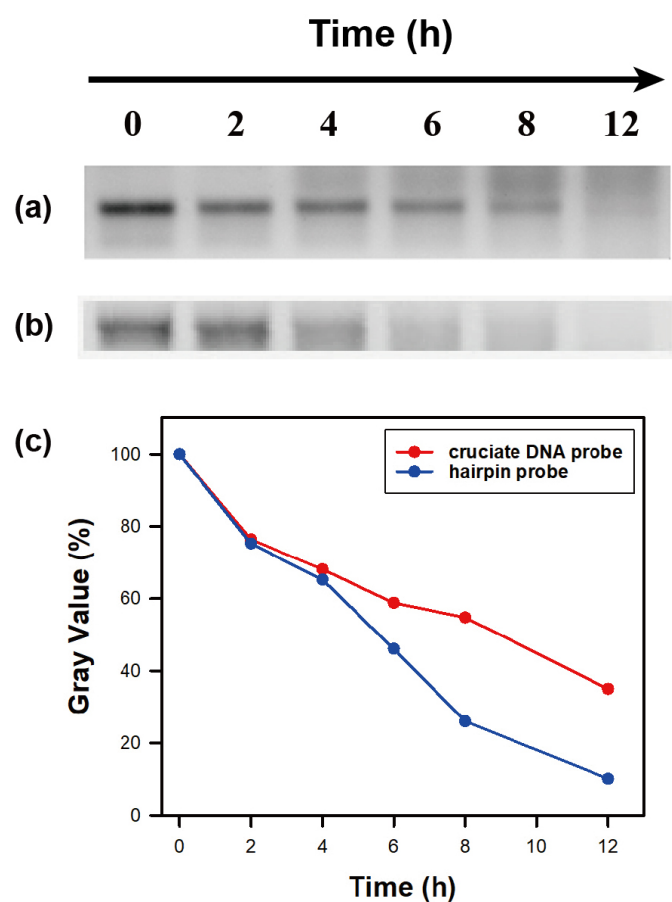 Time (h)
0 2 4 6 8 12
(a)
(b)
(c)
cruciate DNA probe
hairpin probe
100
80
60
40
20
0
Gray Value (%)
0 2 4 6 8 10 12
Time (h)